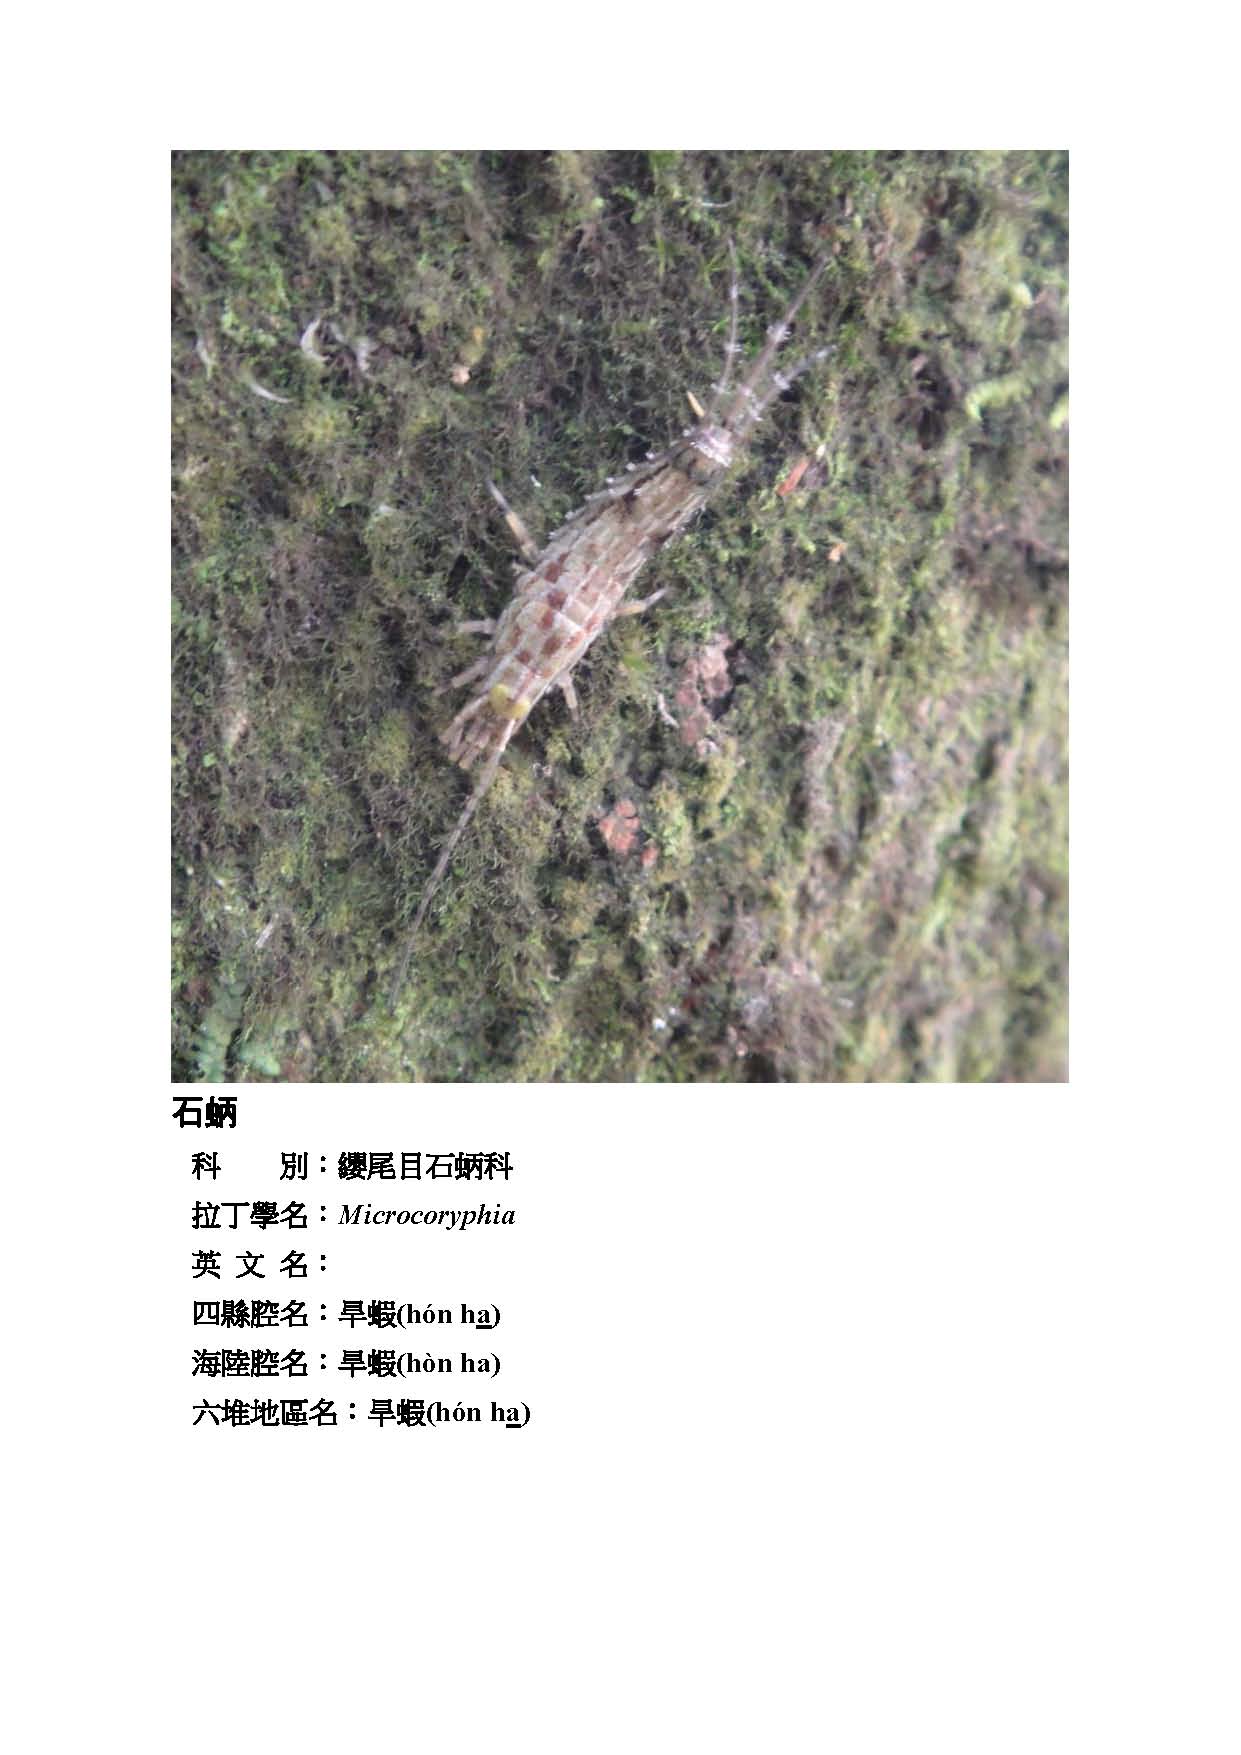 石蛃
科　　別：纓尾目石蛃科
拉丁學名：Microcoryphia
英 文 名：
四縣腔名：旱蝦(hón ha)
海陸腔名：旱蝦(hòn ha)
六堆地區名：旱蝦(hón ha)